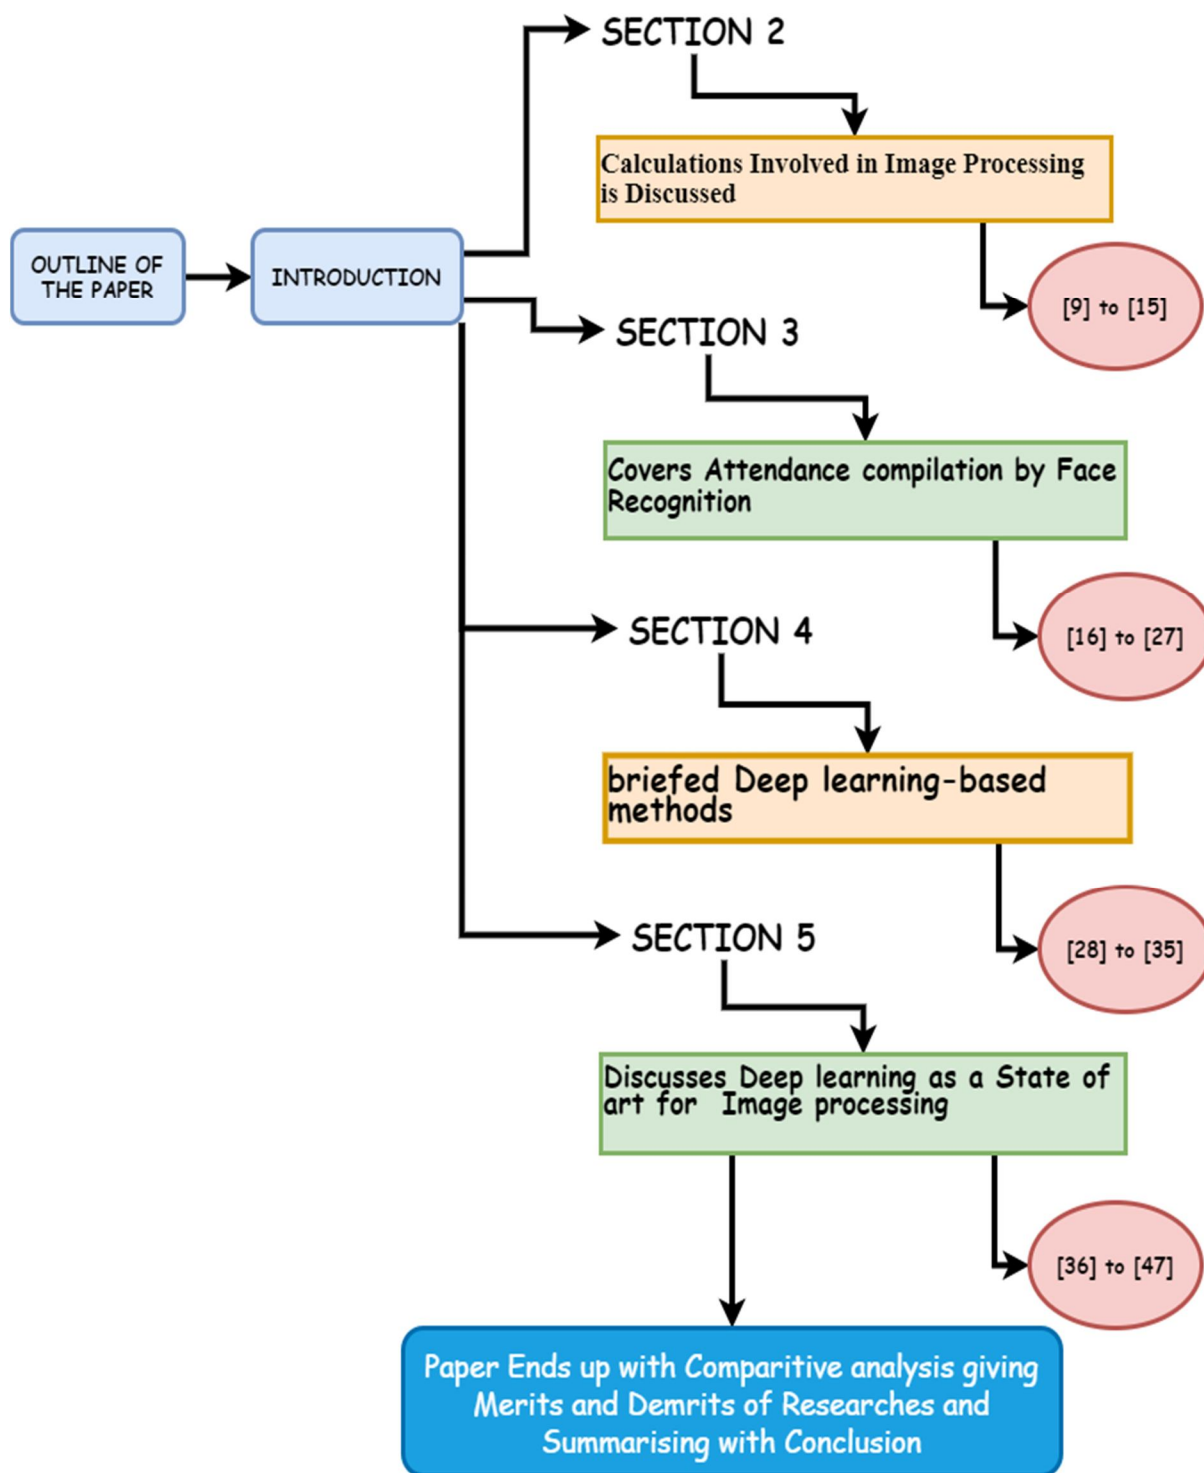 SECTION 2
Calculations Involved in Image Processing
is Discussed
OUTLINE OF
THE PAPER
INTRODUCTION
[9] to [15]
SECTION 3
Covers Attendance compilation by Face
Recognition
[16] to [27]
SECTION 4
briefed Deep learning-based
methods
[28] to [35]
SECTION 5
Discusses Deep learning as a State of
art for Image processing
[36] to [47]
Paper Ends up with Comparitive analysis giving
Merits and Demrits of Researches and
Summarising with Conclusion